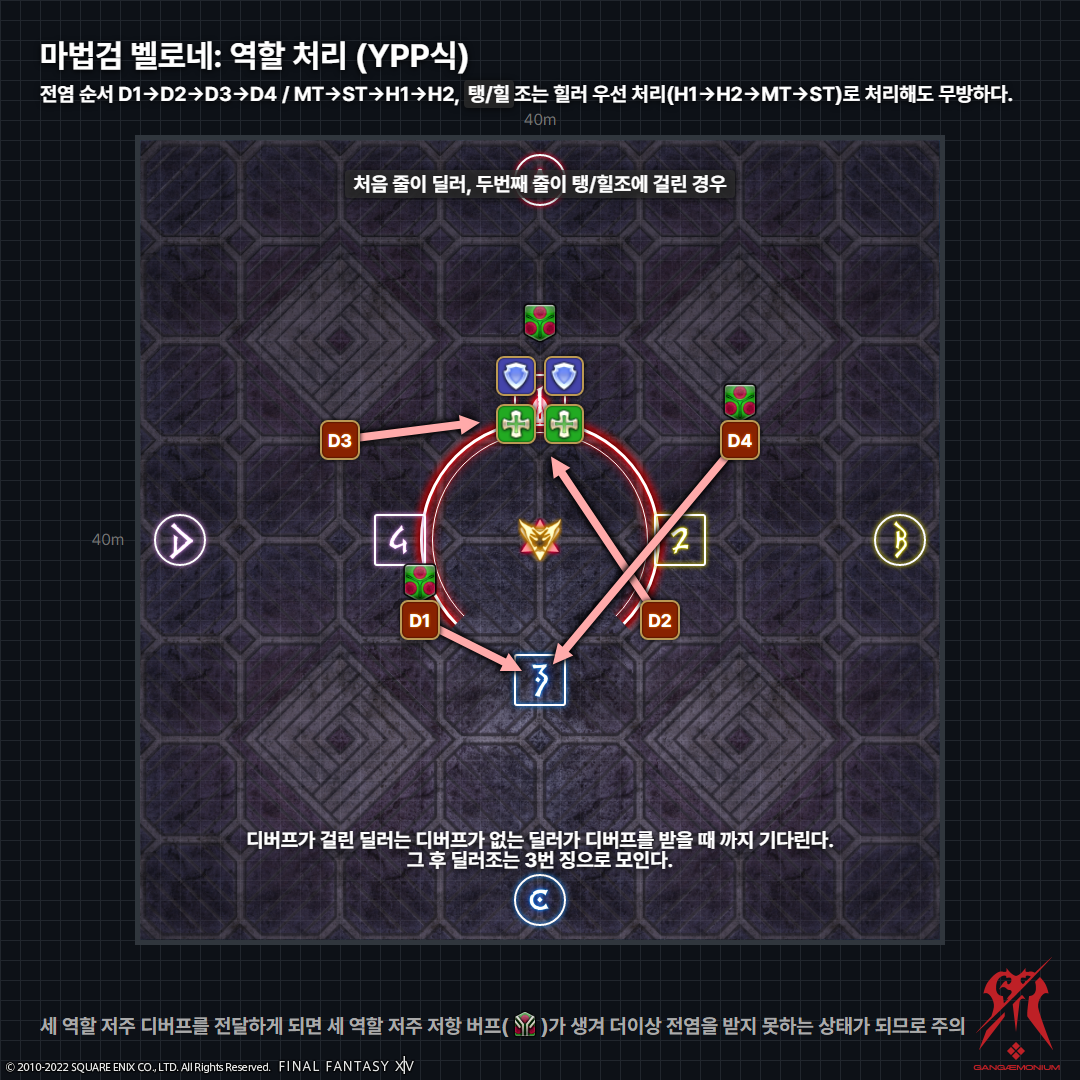 마법검 벨로네: 역할 처리 (YPP식)
전염 순서 D1→D2→D3→D4 / MT→ST→H1→H2, 탱/힐 조는 힐러 우선 처리(H1→H2→MT→ST)로 처리해도 무방하다.
40m
처음 줄이 딜러, 두번째 줄이 탱/힐조에 걸린 경우
D3
D4
40m
D
4
2
B
D1
D2
3
디버프가 걸린 딜러는 디버프가 없는 딜러가 디버프를 받을 때 까지 기다린다.
그 후 딜러조는 3번 징으로 모인다.
C
세 역할 저주 디버프를 전달하게 되면 세 역할 저주 저항 버프( )가 생겨 더이상 전염을 받지 못하는 상태가 되므로 주의
© 2010-2022 SQUARE ENIX CO., LTD. All Rights Reserved. FINAL FANTASY XIV
GANGÆMONIUM